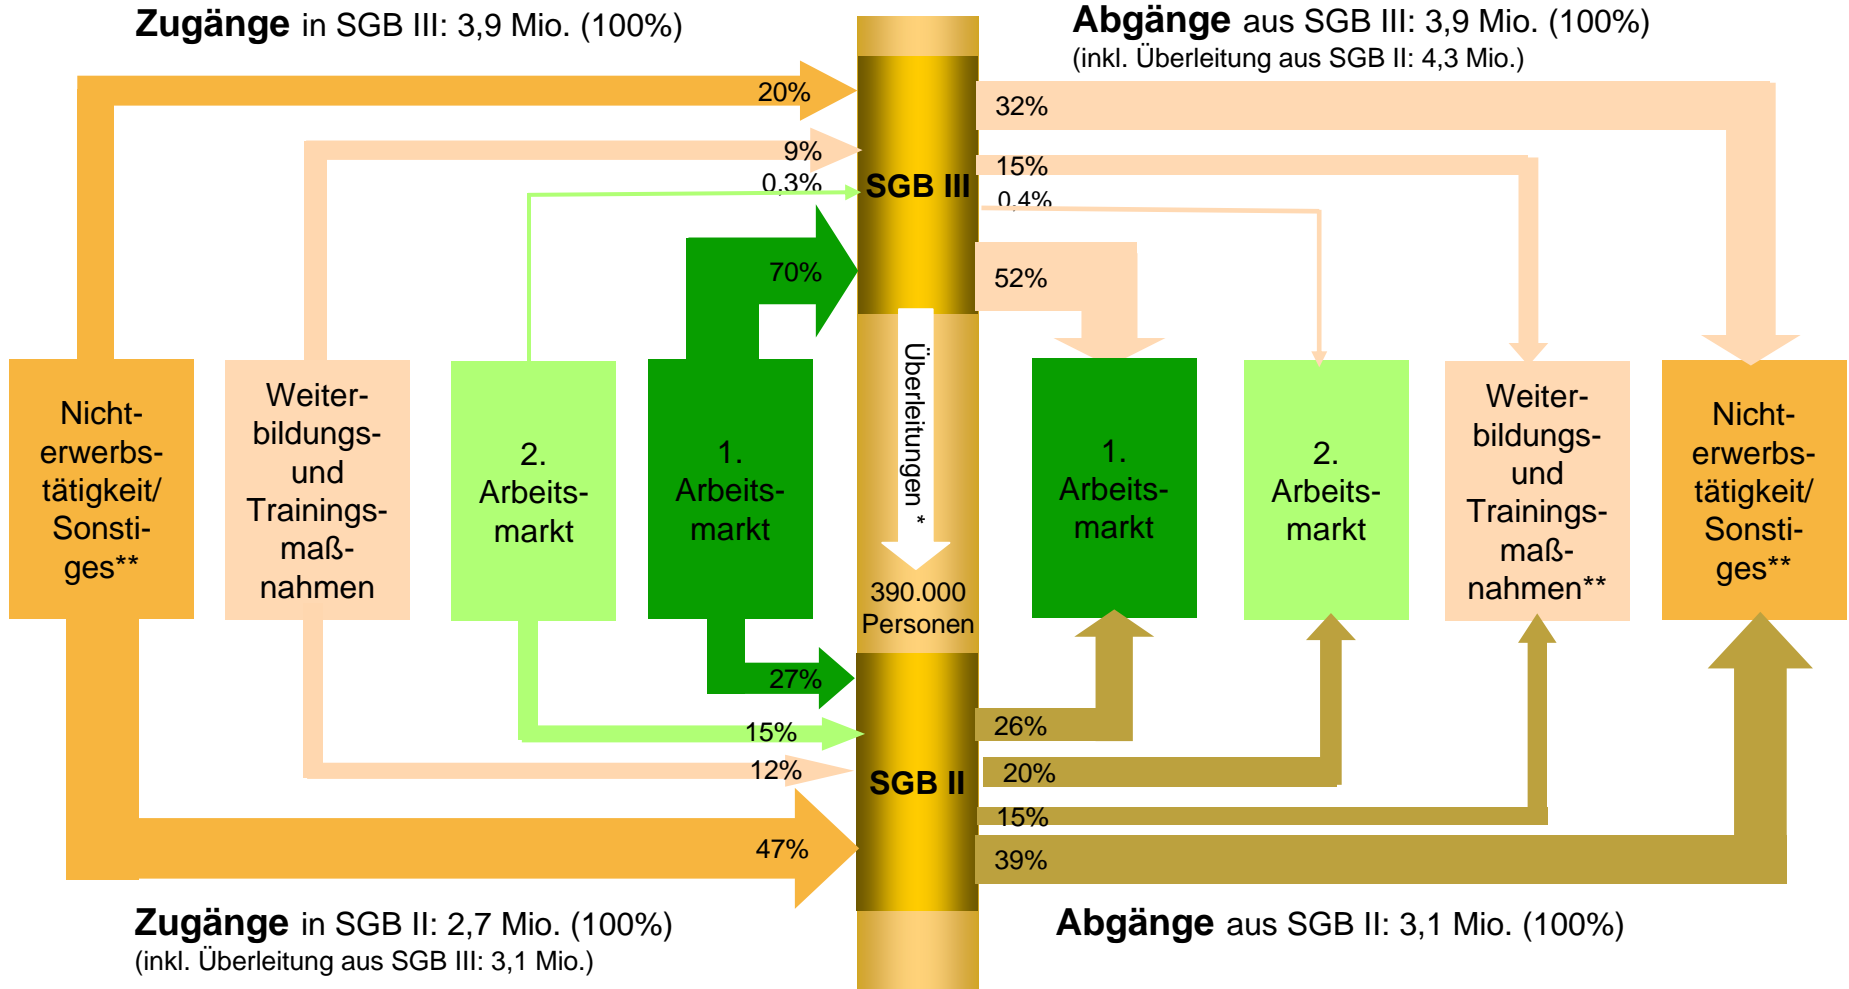 Zugänge in SGB III: 3,9 Mio. (100%)
Abgänge aus SGB III: 3,9 Mio. (100%)
(inkl. Überleitung aus SGB II: 4,3 Mio.)
20%
9%
0,3%
70%
SGB III
32%
15%
0,4%
52%
Nicht-
erwerbs-
tätigkeit/
Sonsti-
ges**
Weiter-
bildungs-
und
Trainings-
maß-
nahmen
2.
Arbeits-
markt
1.
Arbeits-
markt
Überleitungen *
390.000
Personen
1.
Arbeits-
markt
2.
Arbeits-
markt
Weiter-
bildungs-
und
Trainings-
maß-
nahmen**
Nicht-
erwerbs-
tätigkeit/
Sonsti-
ges**
27%
15%
12%
47%
SGB II
26%
20%
15%
39%
Zugänge in SGB II: 2,7 Mio. (100%)
(inkl. Überleitung aus SGB III: 3,1 Mio.)
Abgänge aus SGB II: 3,1 Mio. (100%)